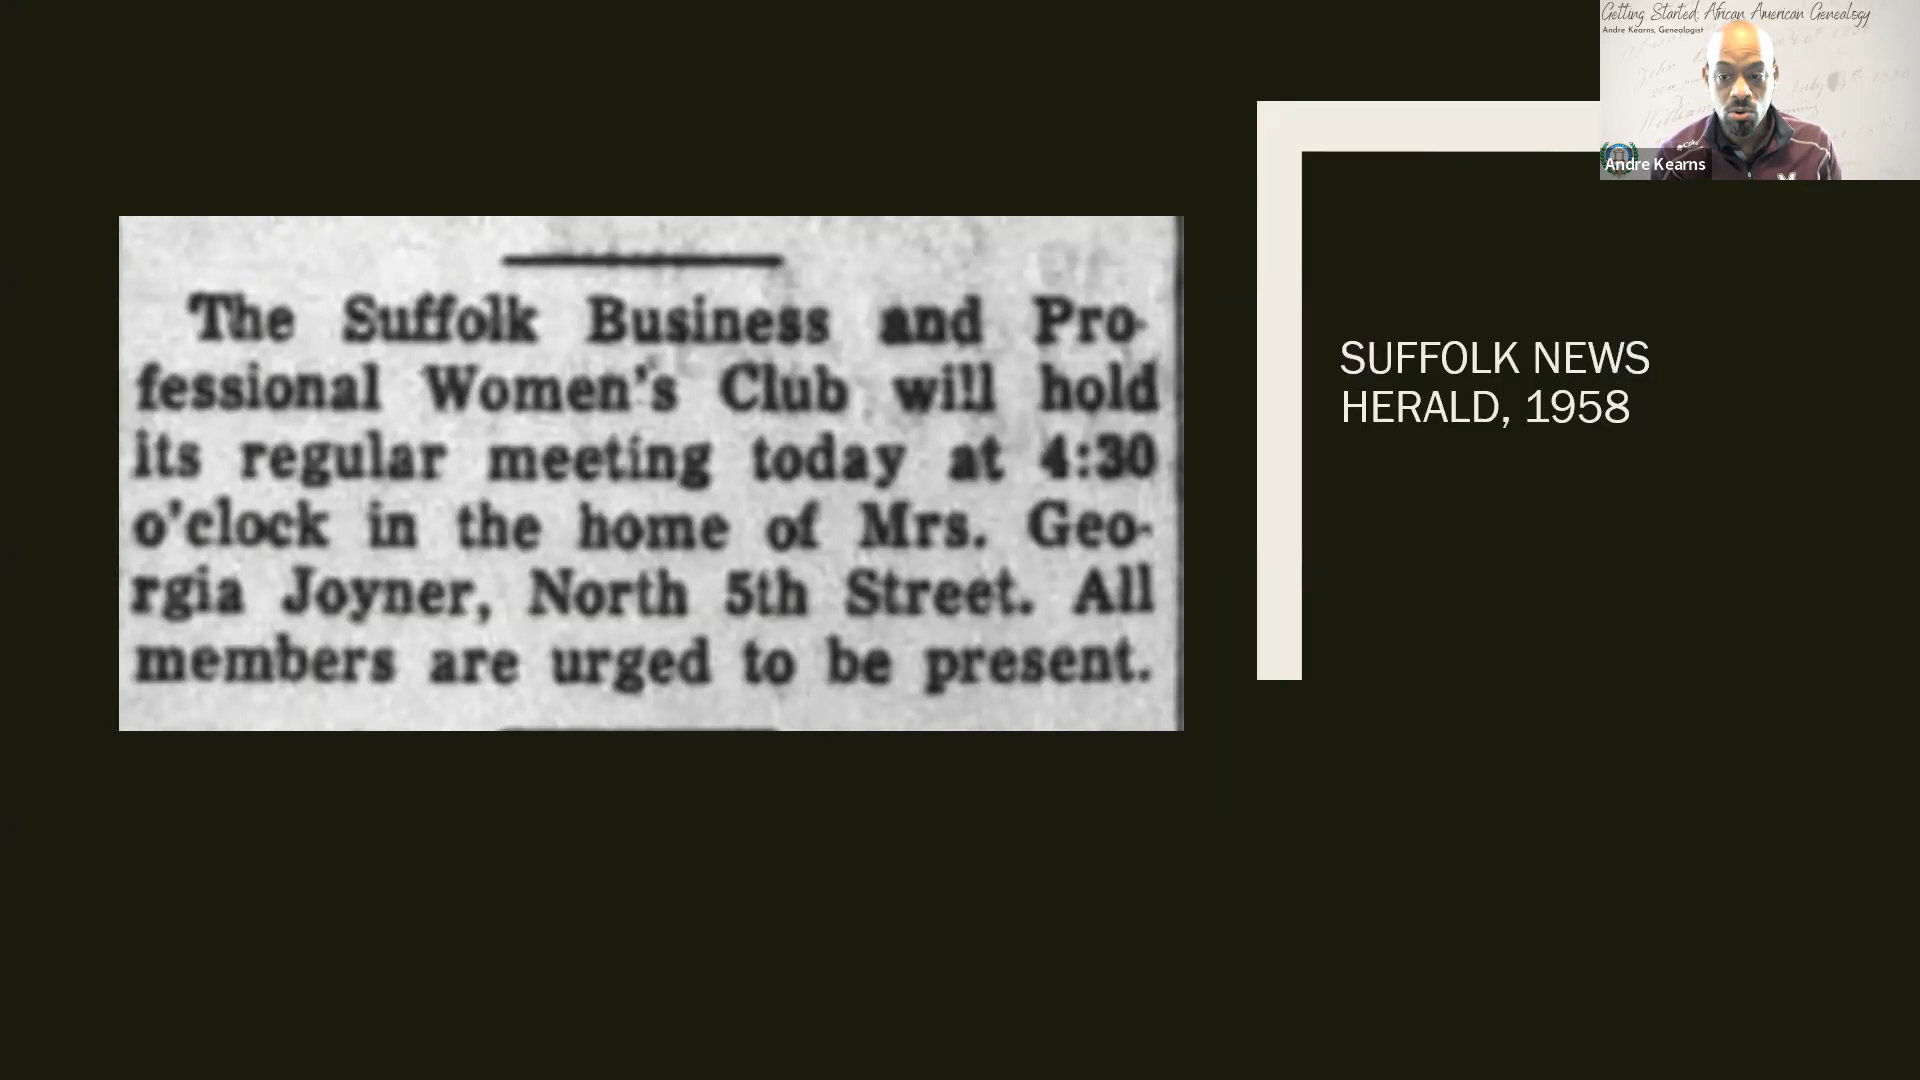 Getting Started: African American Genealogy
Andre Kearns, Genealogist
Andre Kearns
The Suffolk Business and Pro-
fessional Women's Club will hold
its regular meeting today at 4:30
o'clock in the home of Mrs. Geo-
rgia Joyner, North 5th Street. All
members are urged to be present.
SUFFOLK NEWS
HERALD, 1958